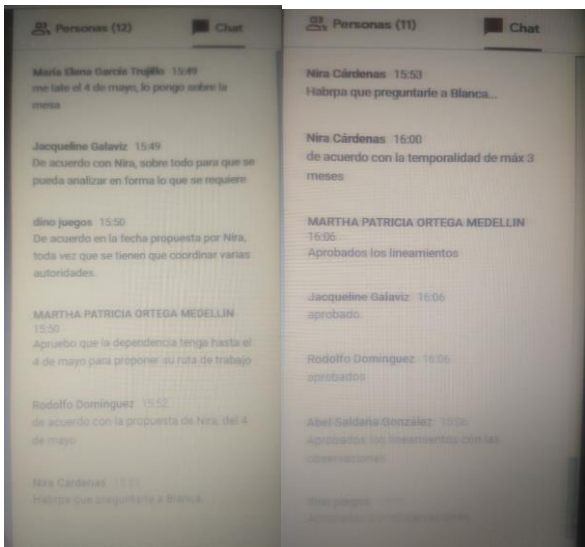 Personas (12)
Chat
María Elena García Trujillo 15:49
me late el 4 de mayo, lo pongo sobre la
mesa
Jacqueline Galaviz 15:49
De acuerdo con Nira, sobre todo para que se
pueda analizar en forma lo que se requiere
dino juegos 15:50
De acuerdo en la fecha propuesta por Nira,
toda vez que se tienen que coordinar varias
autoridades.
MARTHA PATRICIA ORTEGA MEDELLIN
15:50
Apruebo que la dependencia tenga hasta el
4 de mayo para proponer su ruta de trabajo
Rodolfo Dominguez 15:52
de acuerdo con la propuesta de Nira, del 4
de mayo
Nira Cárdenas 15:53
Habrpa que preguntarle a Blanca...
Personas (11)
Chat
Nira Cárdenas 15:53
Habrpa que preguntarle a Blanca...
Nira Cárdenas 16:00
de acuerdo con la temporalidad de máx 3
meses
MARTHA PATRICIA ORTEGA MEDELLIN
16:06
Aprobados los lineamientos
Jacqueline Galaviz 16:06
aprobado
Rodolfo Dominguez 16:06
aprobados
Abel Saldaña González 16:06
Aprobados los lineamientos con las
observaciones
dino juegos